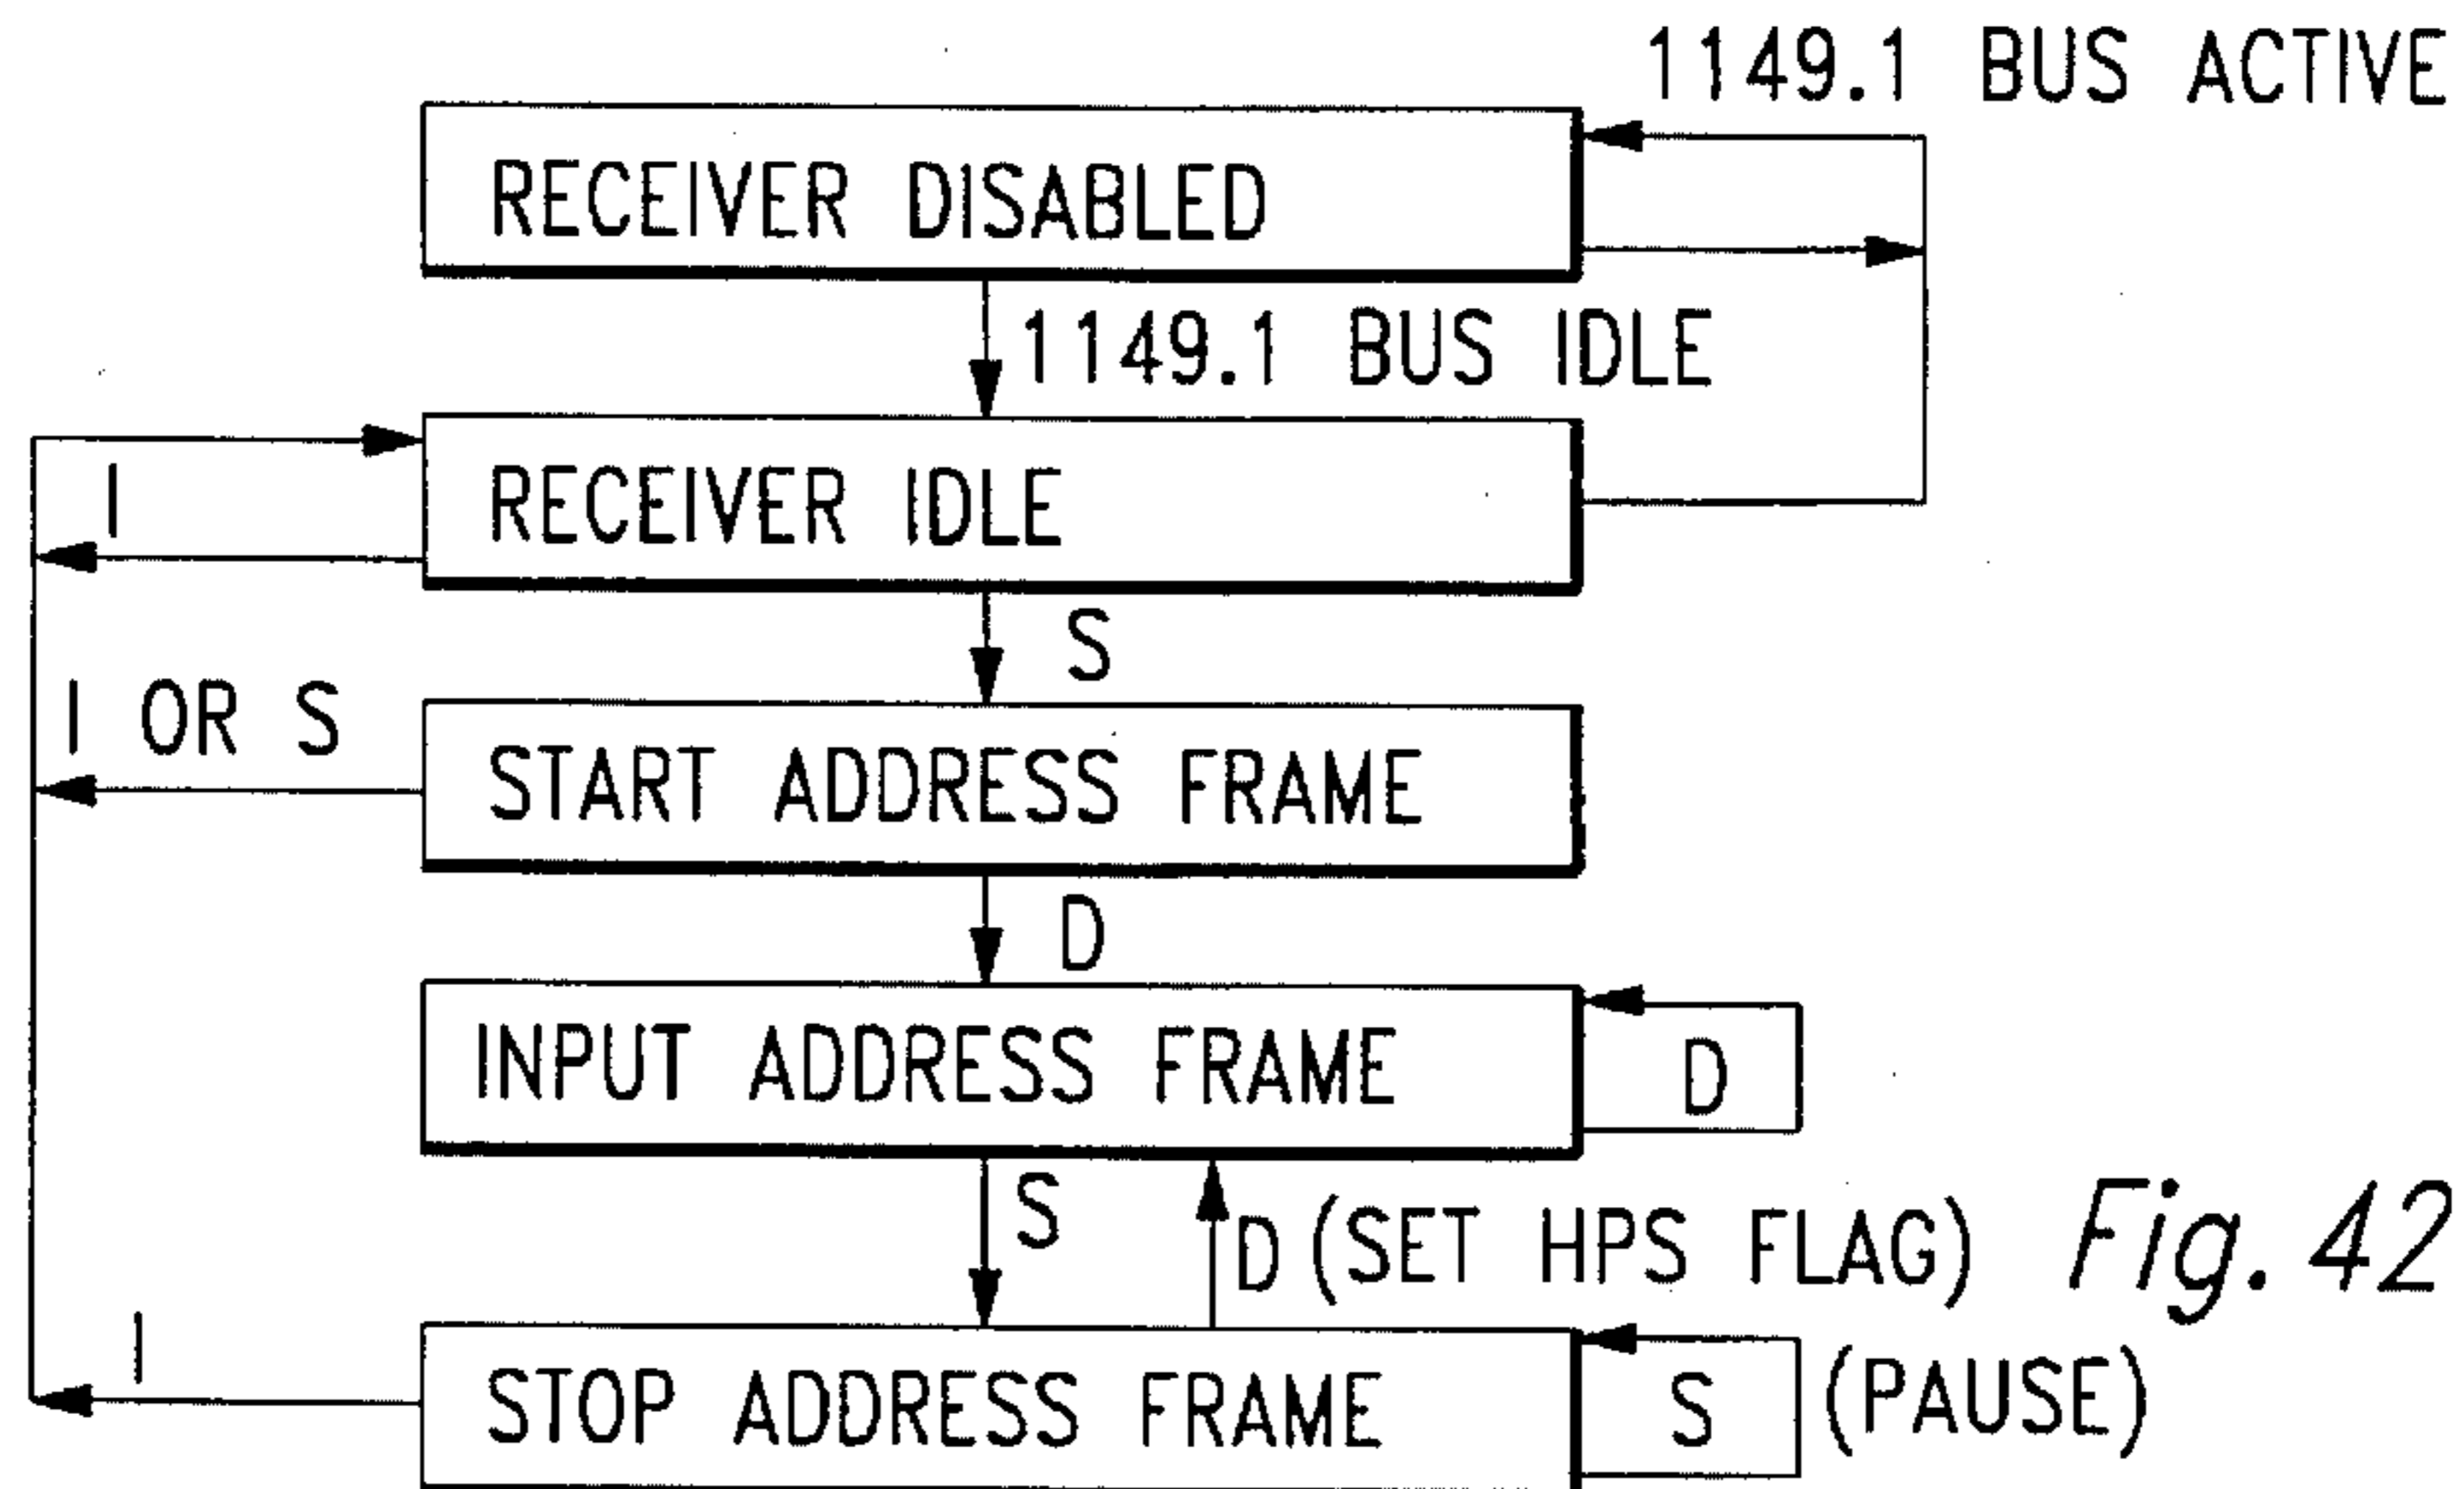 1149.1 BUS ACTIVE
RECEIVER DISABLED
1149.1 BUS IDLE
I
RECEIVER IDLE
S
I OR S
START ADDRESS FRAME
D
INPUT ADDRESS FRAME
D
S
D (SET HPS FLAG)
Fig. 42
I
STOP ADDRESS FRAME
S
(PAUSE)